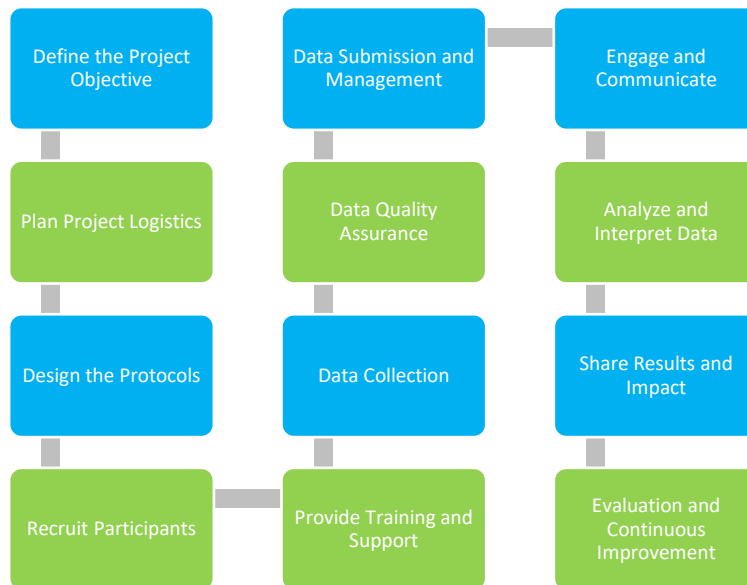 Define the Project
Objective
Plan Project Logistics
Design the Protocols
Recruit Participants
Provide Training and
Support
Data Collection
Data Quality
Assurance
Data Submission and
Management
Engage and
Communicate
Analyze and
Interpret Data
Share Results and
Impact
Evaluation and
Continuous
Improvement